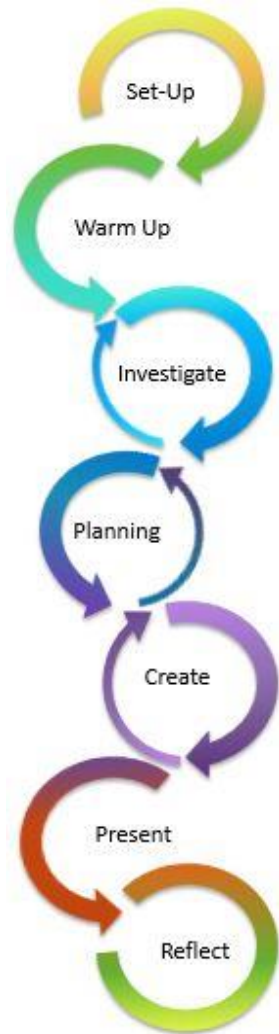 Set-Up
Warm Up
Investigate
Planning
Create
Present
Reflect